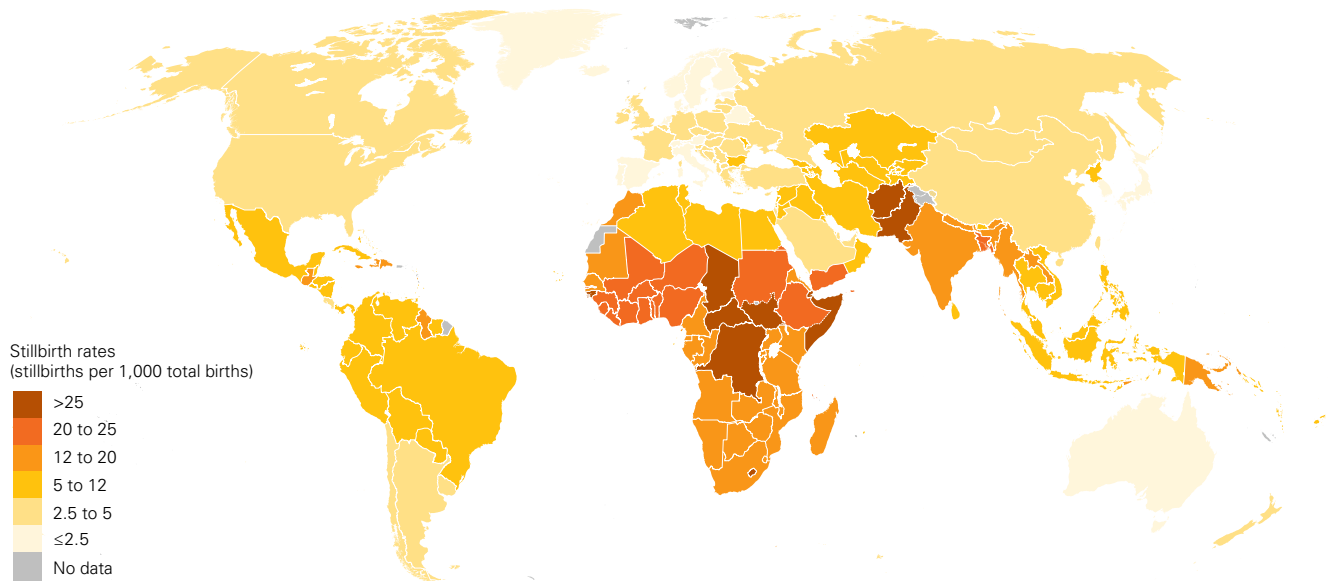 Stillbirth rates
(stillbirths per 1,000 total births)
>25
20 to 25
12 to 20
5 to 12
2.5 to 5
≤2.5
No data